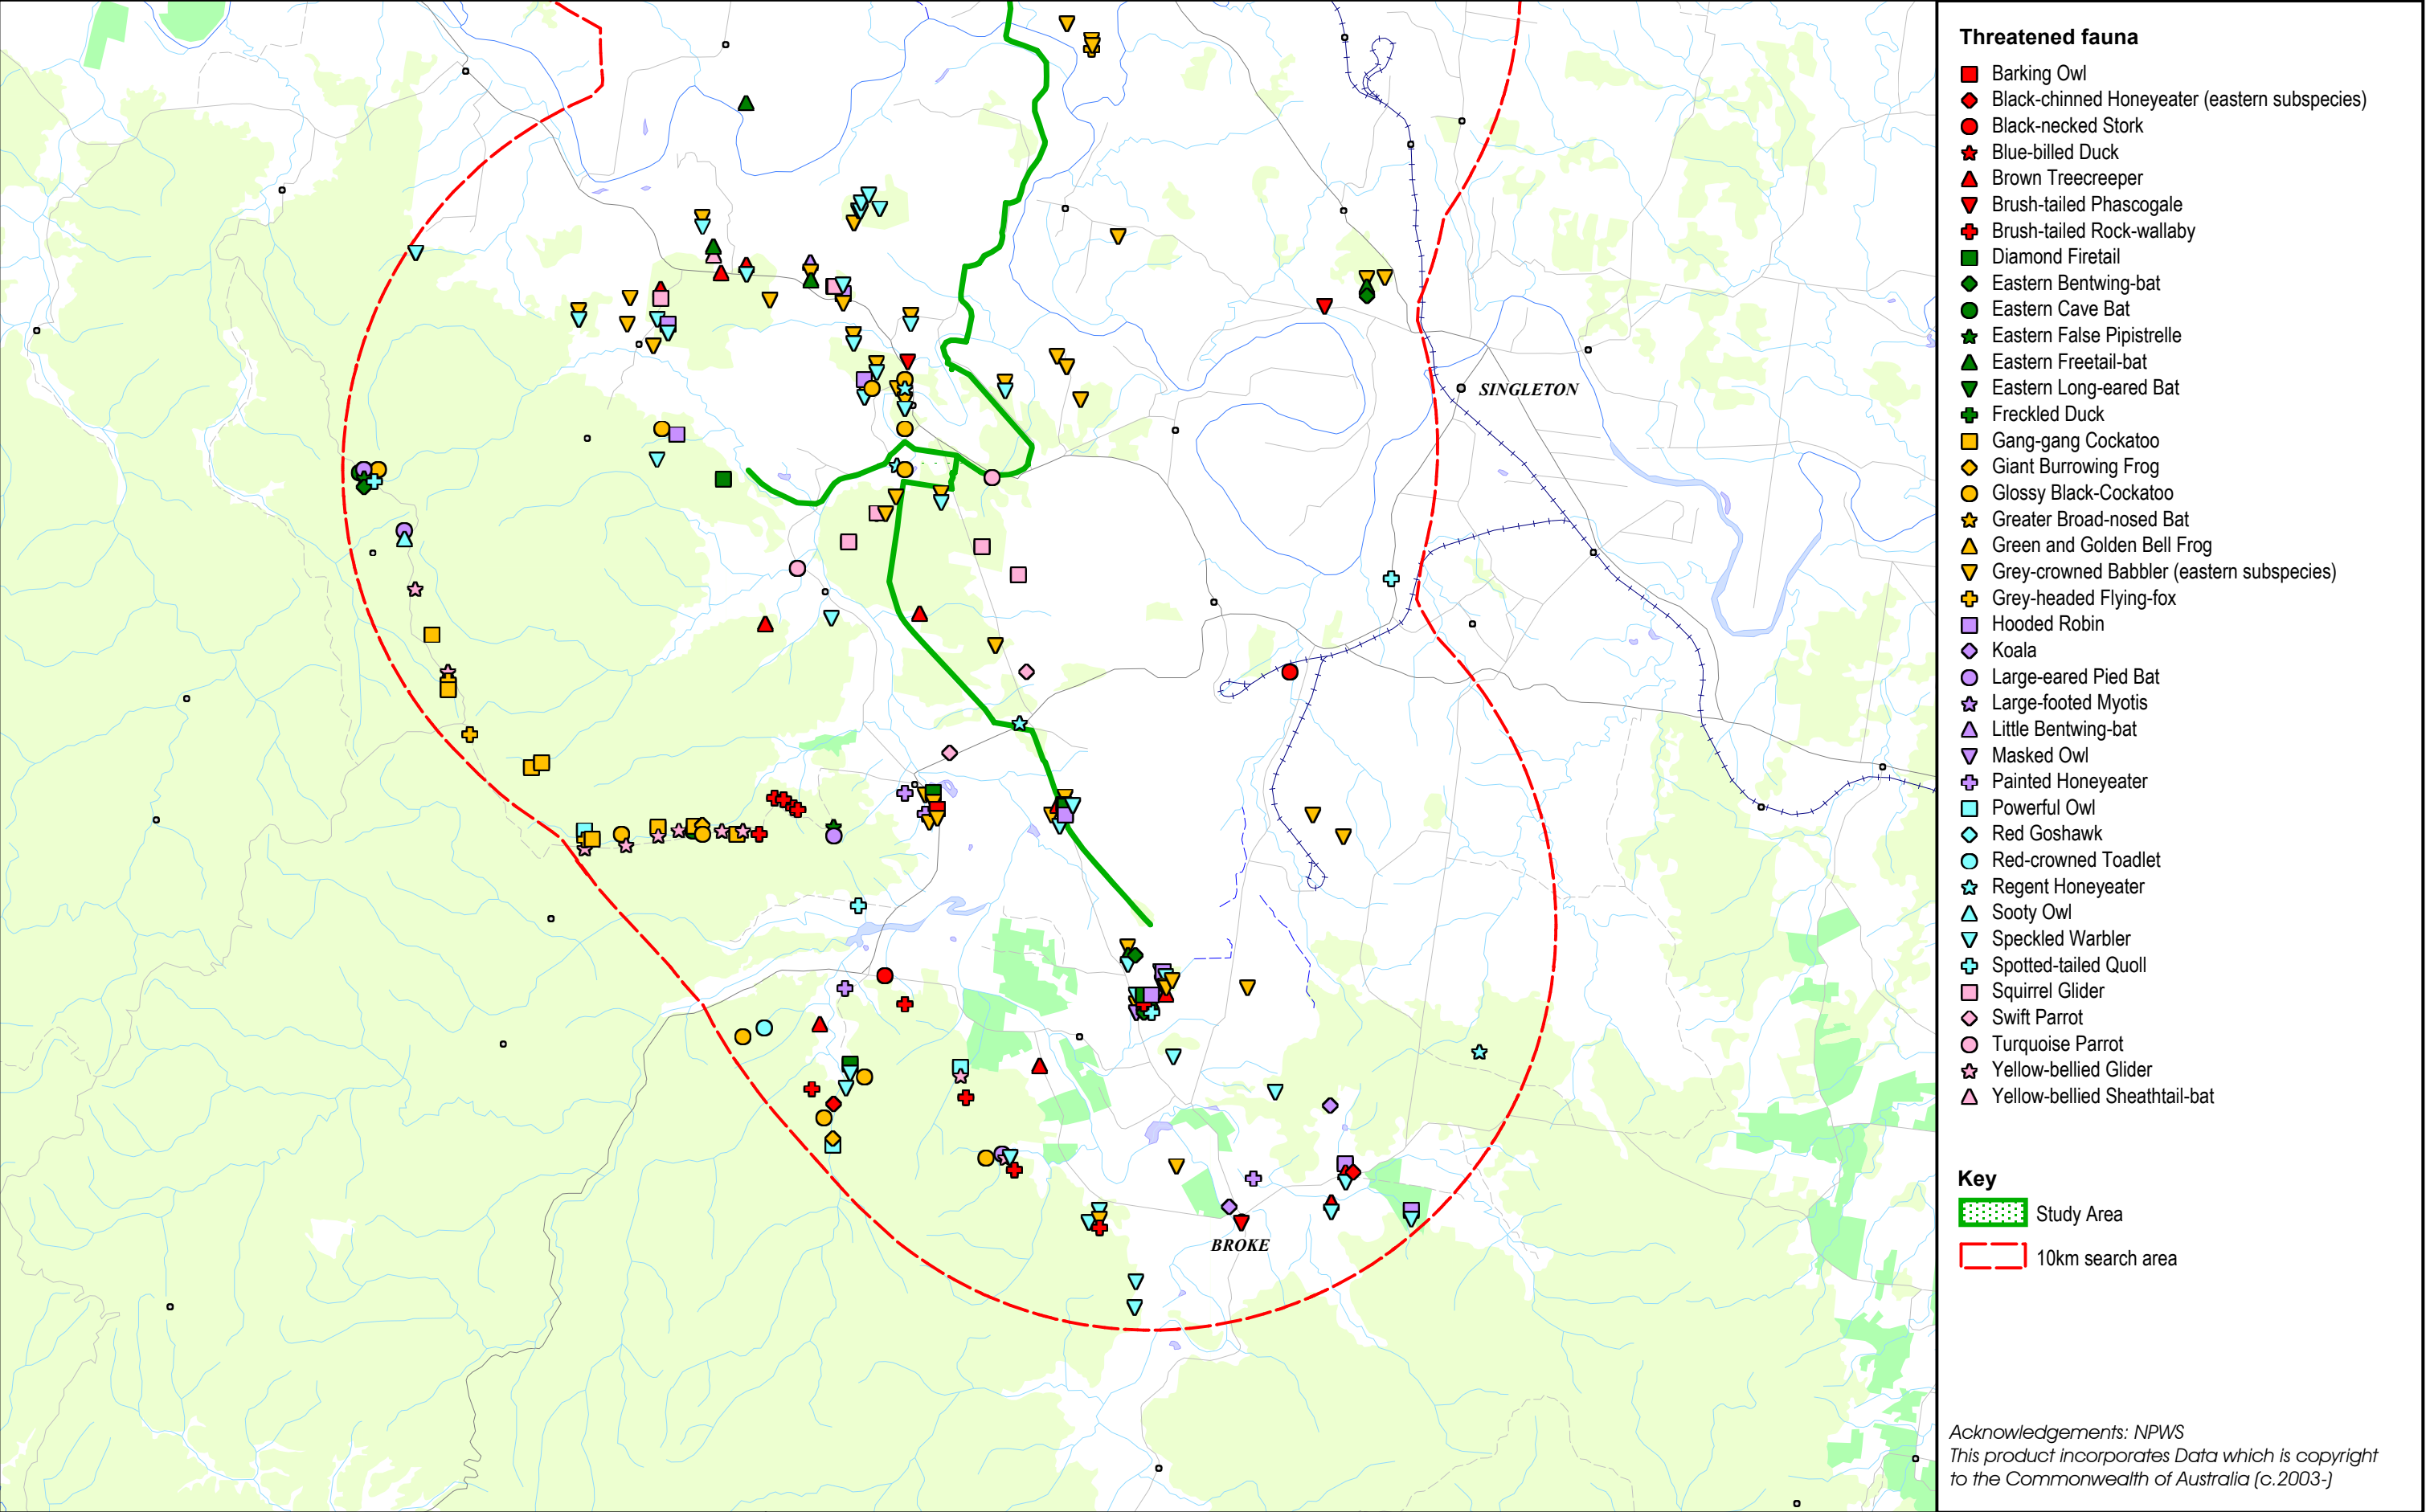 SINGLETON
BROKE
Threatened fauna
Barking Owl
Black-chinned Honeyeater (eastern subspecies)
Black-necked Stork
Blue-billed Duck
Brown Treecreeper
Brush-tailed Phascogale
Brush-tailed Rock-wallaby
Diamond Firetail
Eastern Bentwing-bat
Eastern Cave Bat
Eastern False Pipistrelle
Eastern Freetail-bat
Eastern Long-eared Bat
Freckled Duck
Gang-gang Cockatoo
Giant Burrowing Frog
Glossy Black-Cockatoo
Greater Broad-nosed Bat
Green and Golden Bell Frog
Grey-crowned Babbler (eastern subspecies)
Grey-headed Flying-fox
Hooded Robin
Koala
Large-eared Pied Bat
Large-footed Myotis
Little Bentwing-bat
Masked Owl
Painted Honeyeater
Powerful Owl
Red Goshawk
Red-crowned Toadlet
Regent Honeyeater
Sooty Owl
Speckled Warbler
Spotted-tailed Quoll
Squirrel Glider
Swift Parrot
Turquoise Parrot
Yellow-bellied Glider
Yellow-bellied Sheathtail-bat
Key
Study Area
10km search area
Acknowledgements: NPWS
This product incorporates Data which is copyright
to the Commonwealth of Australia (c.2003-)